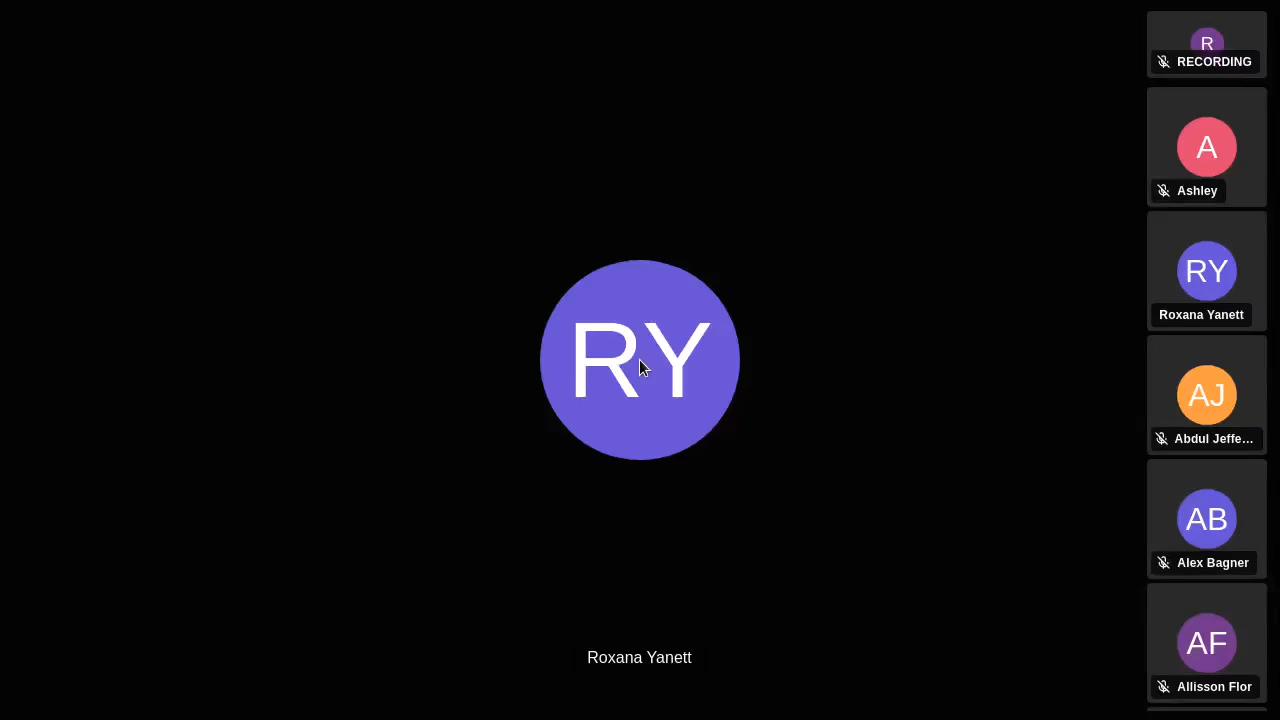 RY
Roxana Yanett
R
RECORDING
A
Ashley
RY
Roxana Yanett
AJ
Abdul Jeffe...
AB
Alex Bagner
AF
Allisson Flor